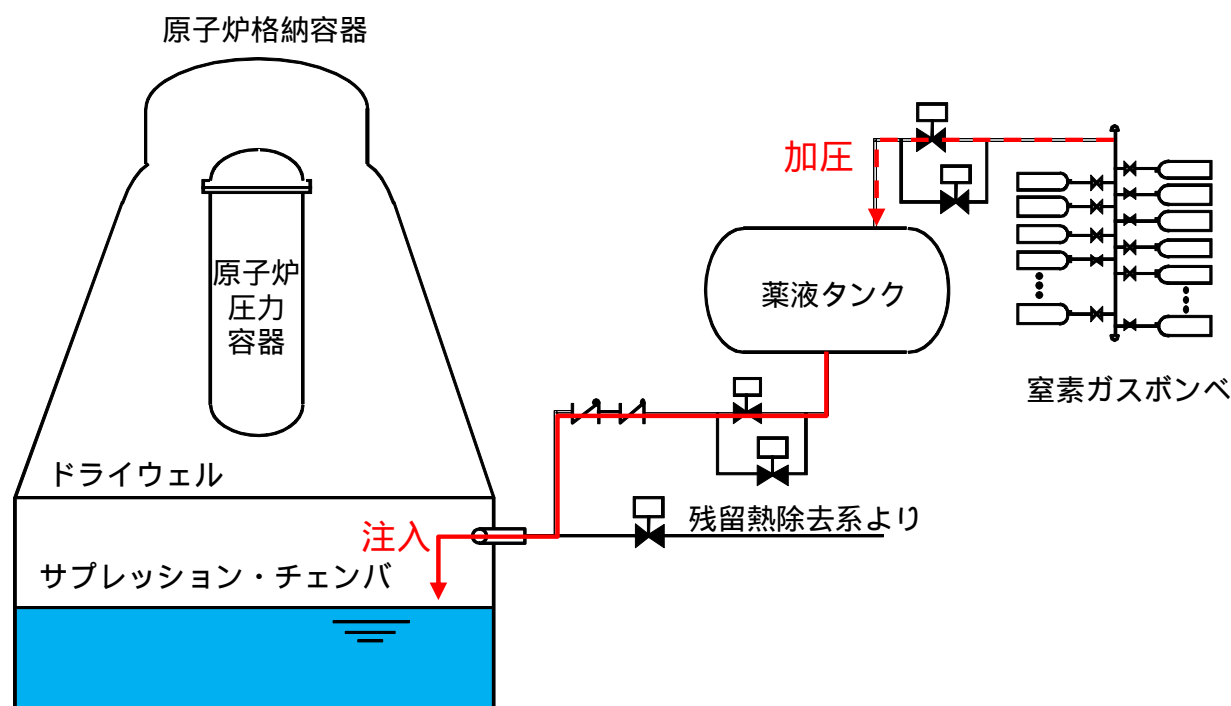 原子炉格納容器
加圧
原子炉
圧力
容器
薬液タンク
窒素ガスボンベ
ドライウェル
残留熱除去系より
注入
サプレッション・チェンバ